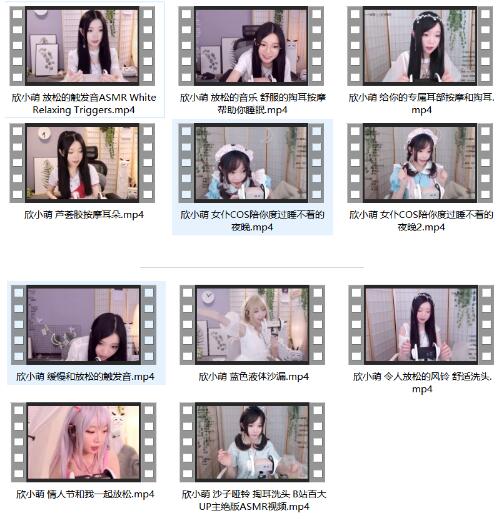 欣小萌 放松的触发音ASMR White
Relaxing Triggers.mp4
欣小萌 放松的音乐 舒服的掏耳按摩
帮助你睡眠.mp4
欣小萌 给你的专属耳部按摩和掏耳.
mp4
欣小萌 芦荟胶按摩耳朵.mp4
欣小萌 女仆COS陪你度过睡不着的
夜晚.mp4
欣小萌 女仆COS陪你度过睡不着的
夜晚2.mp4
欣小萌 缓慢和放松的触发音.mp4
欣小萌 蓝色液体沙漏.mp4
欣小萌 令人放松的风铃 舒适洗头.
mp4
欣小萌 情人节和我一起放松.mp4
欣小萌 沙子哑铃 掏耳洗头 B站百大
UP主绝版ASMR视频.mp4